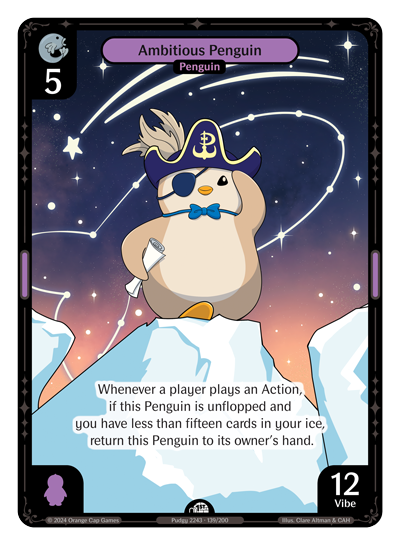 Ambitious Penguin
Penguin
5
P
Whenever a player plays an Action,
if this Penguin is unflopped and
you have less than fifteen cards in your ice,
return this Penguin to its owner's hand.
12
Vibe
© 2024 Orange Cap Games
Pudgy 2243 · 139/200
Illus. Clare Altman & CAH